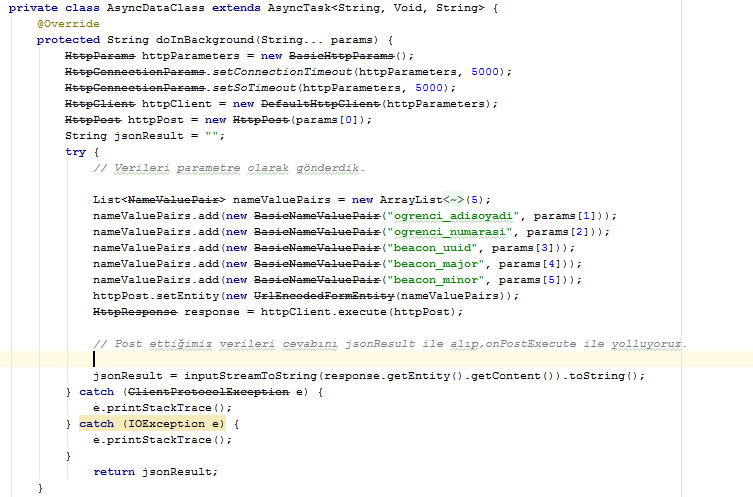 private class AsyncDataClass extends AsyncTask<String, Void, String> {
@Override
protected String doInBackground(String... params) {
HttpParams httpParameters = new BasicHttpParams();
HttpConnectionParams.setConnectionTimeout(httpParameters, 5000);
HttpConnectionParams.setSoTimeout(httpParameters, 5000);
HttpClient httpClient = new DefaultHttpClient(httpParameters);
HttpPost httpPost = new HttpPost(params[0]);
String jsonResult = "";
try {
// Verileri parametre olarak gönderdik.
List<NameValuePair> nameValuePairs = new ArrayList<~>(5);
nameValuePairs.add(new BasicNameValuePair("ogrenci_adisoyadi", params[1]));
nameValuePairs.add(new BasicNameValuePair("ogrenci_numarasi", params[2]));
nameValuePairs.add(new BasicNameValuePair("beacon_uuid", params[3]));
nameValuePairs.add(new BasicNameValuePair("beacon_major", params[4]));
nameValuePairs.add(new BasicNameValuePair("beacon_minor", params[5]));
httpPost.setEntity(new UrlEncodedFormEntity(nameValuePairs));
HttpResponse response = httpClient.execute(httpPost);
// Post ettiğimiz verileri cevabını jsonResult ile alıp,onPostExecute ile yolluyoruz.
jsonResult = inputStreamToString(response.getEntity().getContent()).toString();
} catch (ClientProtocolException e) {
e.printStackTrace();
} catch (IOException e) {
e.printStackTrace();
}
return jsonResult;
}